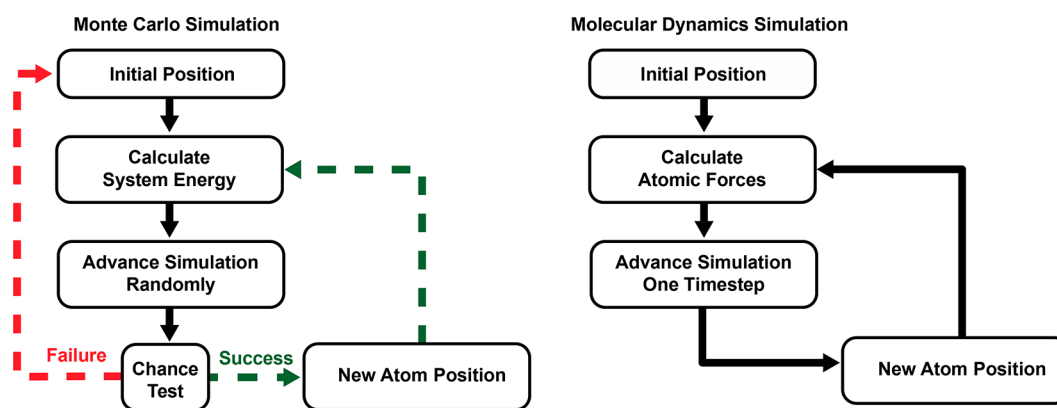 Monte Carlo Simulation
Initial Position
Calculate
System Energy
Advance Simulation
Randomly
Failure
Chance
Test
Success
New Atom Position
Molecular Dynamics Simulation
Initial Position
Calculate
Atomic Forces
Advance Simulation
One Timestep
New Atom Position